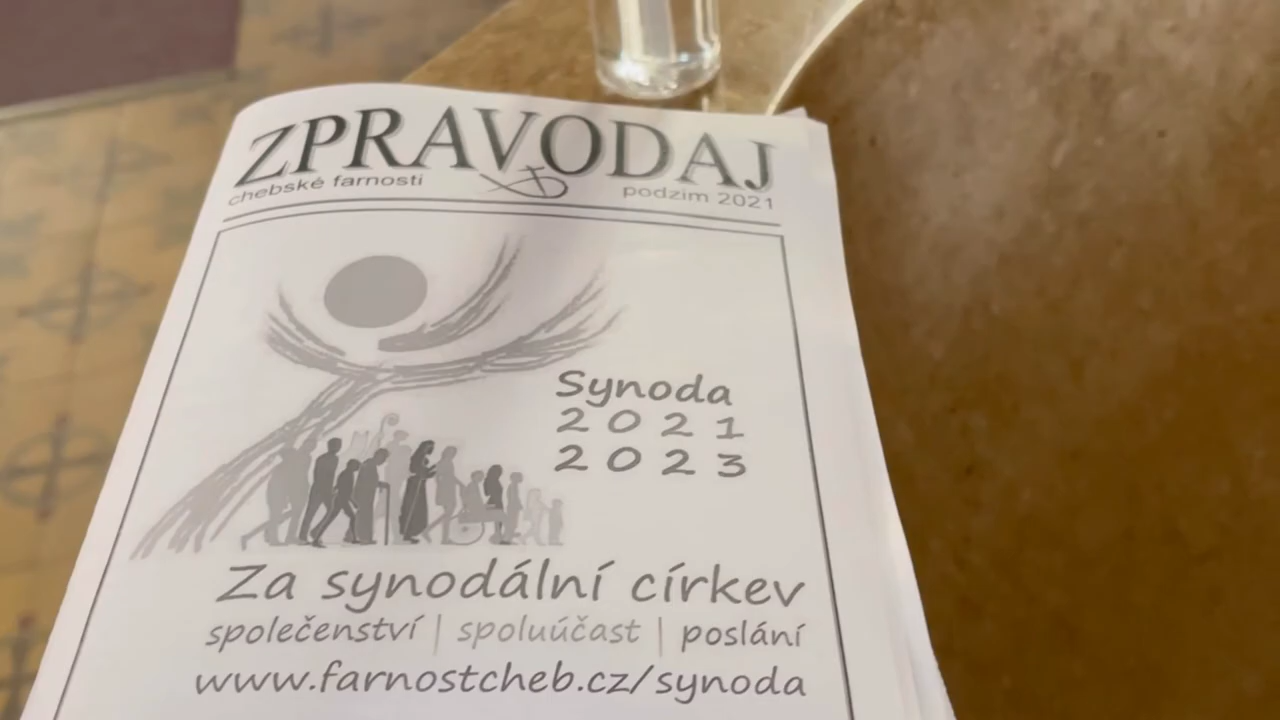 ZPRAVODAJ
chebské farnosti podzim 2021
Synoda
2021
2023
Za synodální církev
společenství | spoluúčast | poslání
www.farnostcheb.cz/synoda